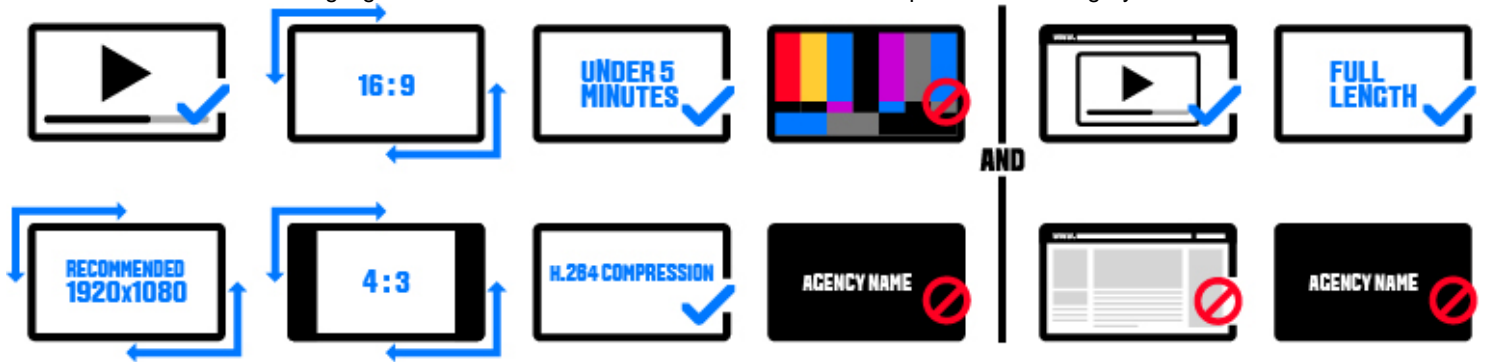 16:9
UNDER 5
MINUTES
FULL
LENGTH
AND
RECOMMENDED
1920x1080
4:3
H.264 COMPRESSION
AGENCY NAME
AGENCY NAME